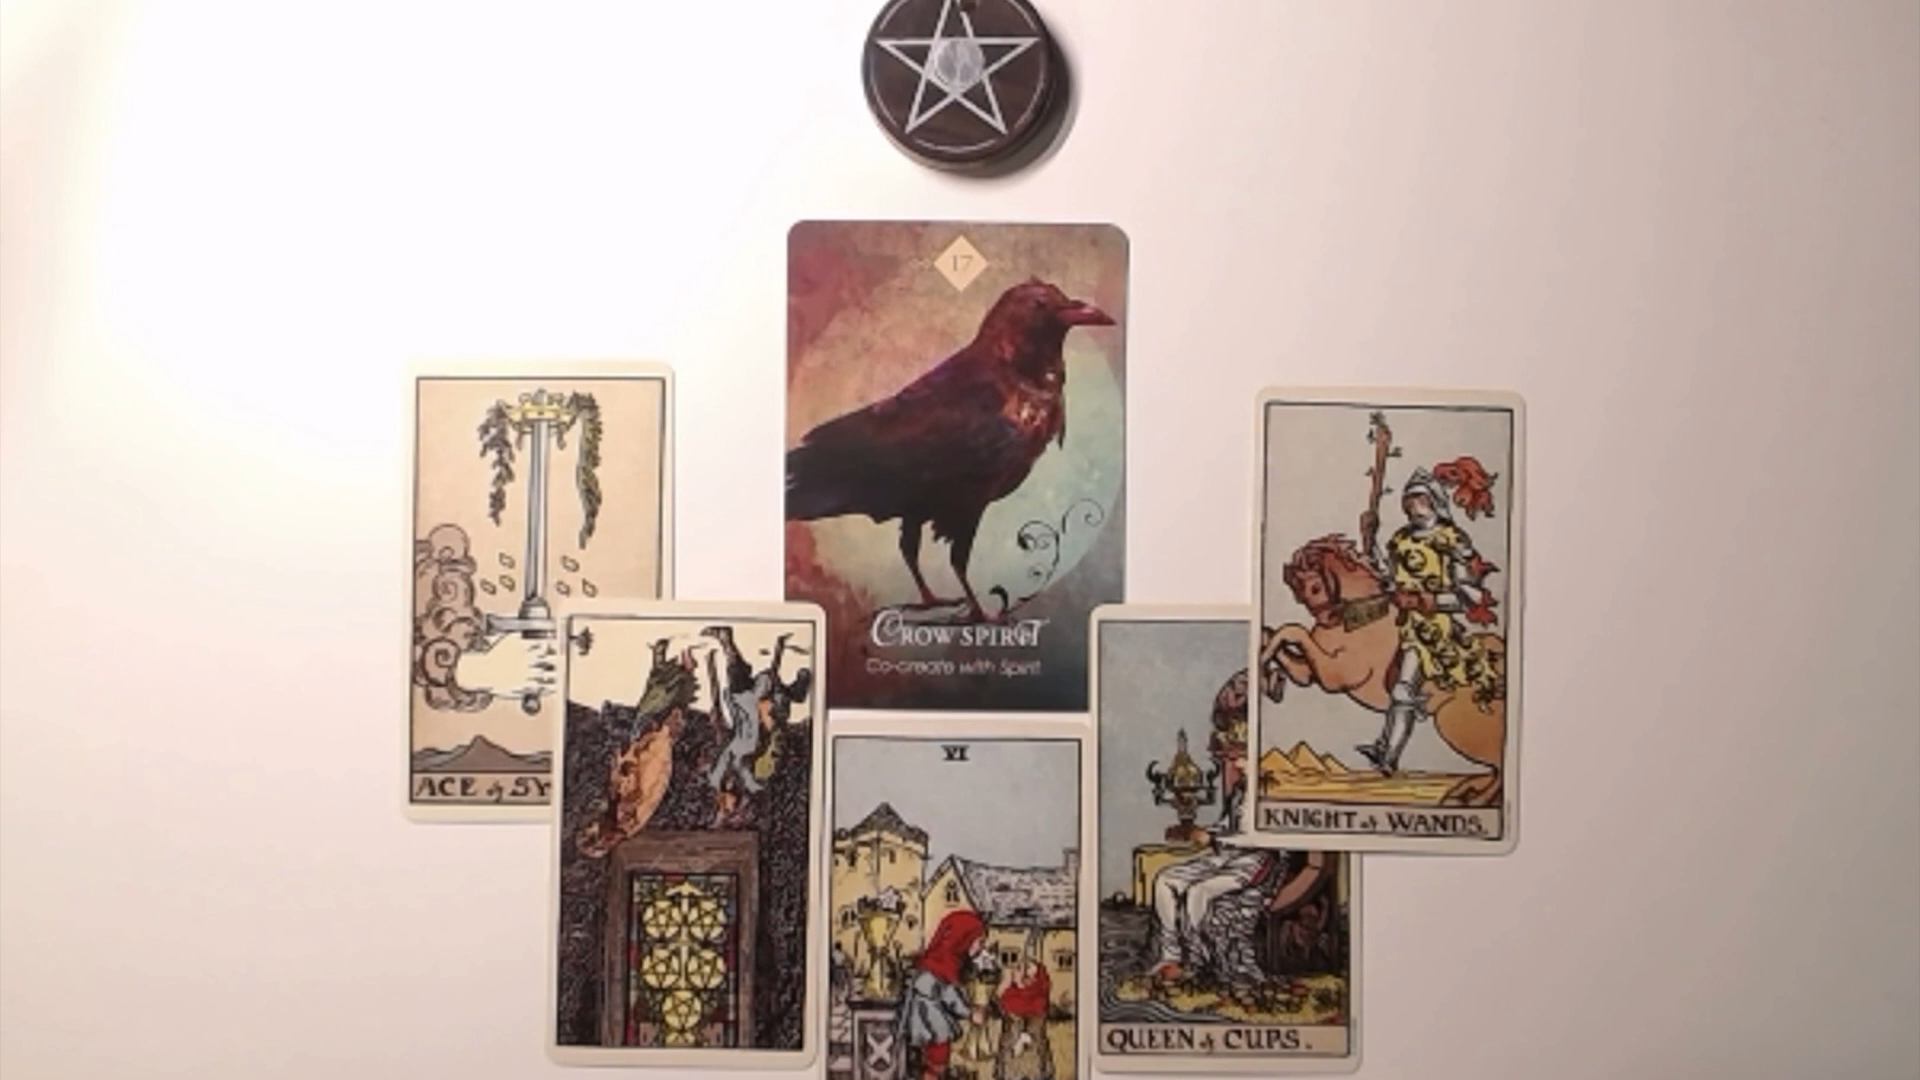 17
CROW SPIRIT
Co-create with Spirit
ACE of SW
VI
KNIGHT of WANDS.
QUEEN of CUPS.